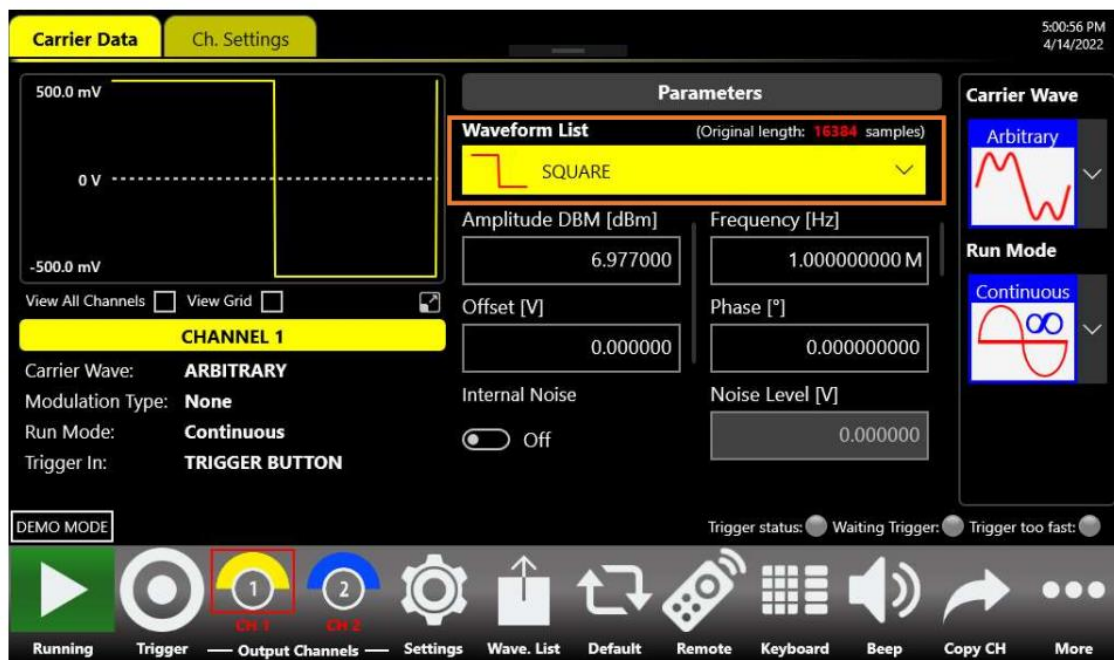 Carrier Data
Ch. Settings
5:00:56 PM
4/14/2022
500.0 mV
0 V
-500.0 mV
View All Channels
View Grid
CHANNEL 1
Carrier Wave: ARBITRARY
Modulation Type: None
Run Mode: Continuous
Trigger In: TRIGGER BUTTON
Parameters
Waveform List (Original length: 16384 samples)
SQUARE
Amplitude DBM [dBm]
6.977000
Frequency [Hz]
1.000000000 M
Offset [V]
0.000000
Phase [°]
0.000000000
Internal Noise
Off
Noise Level [V]
0.000000
Carrier Wave
Arbitrary
Run Mode
Continuous
∞
DEMO MODE
Trigger status: Waiting Trigger: Trigger too fast:
1
CH 1
2
CH 2
Running Trigger Output Channels Settings Wave. List Default Remote Keyboard Beep Copy CH More